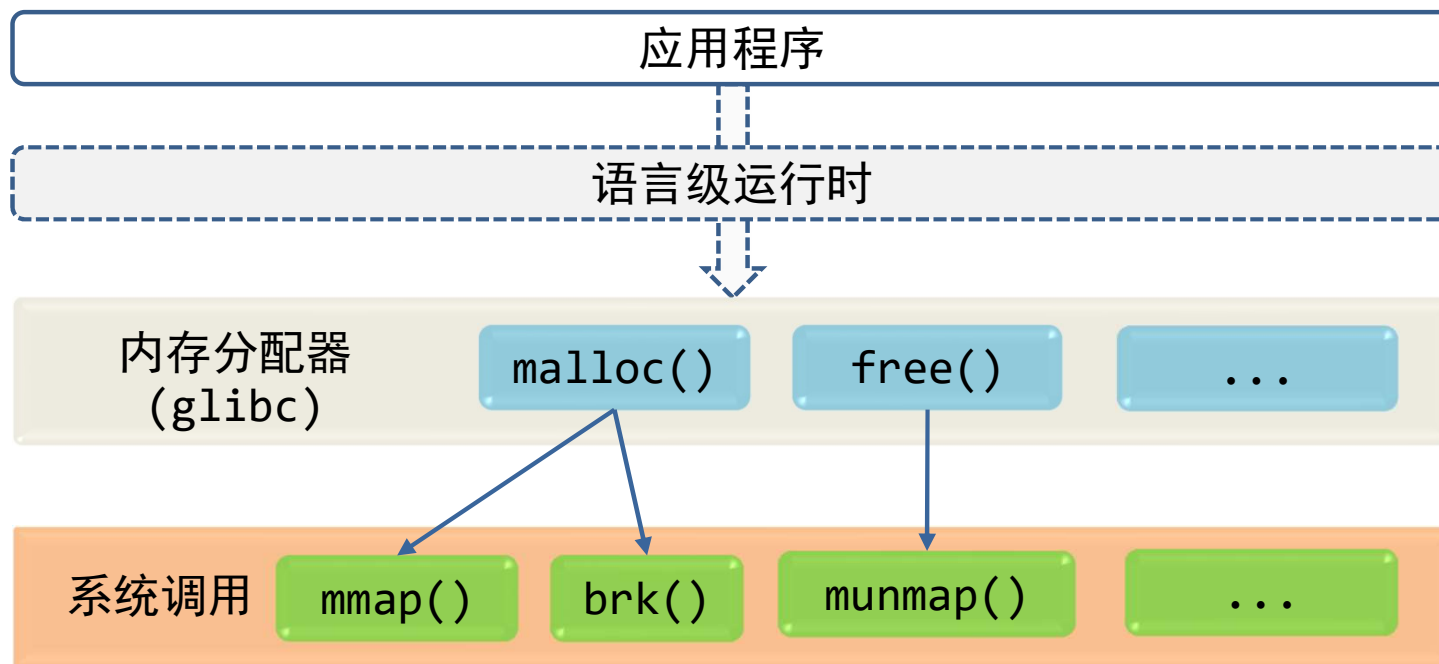 应用程序
语言级运行时
内存分配器
(glibc)
malloc()
free()
...
系统调用
mmap()
brk()
munmap()
...